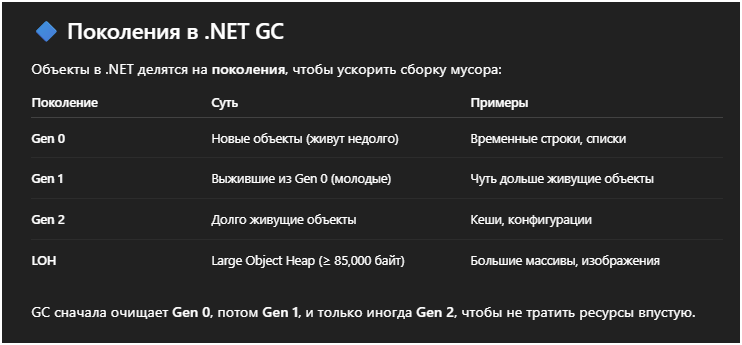 Поколения в .NET GC
Объекты в .NET делятся на поколения, чтобы ускорить сборку мусора:
Поколение Суть Примеры
Gen 0 Новые объекты (живут недолго) Временные строки, списки
Gen 1 Выжившие из Gen 0 (молодые) Чуть дольше живущие объекты
Gen 2 Долго живущие объекты Кеши, конфигурации
LOH Large Object Heap (≥ 85,000 байт) Большие массивы, изображения
GC сначала очищает Gen 0, потом Gen 1, и только иногда Gen 2, чтобы не тратить ресурсы впустую.